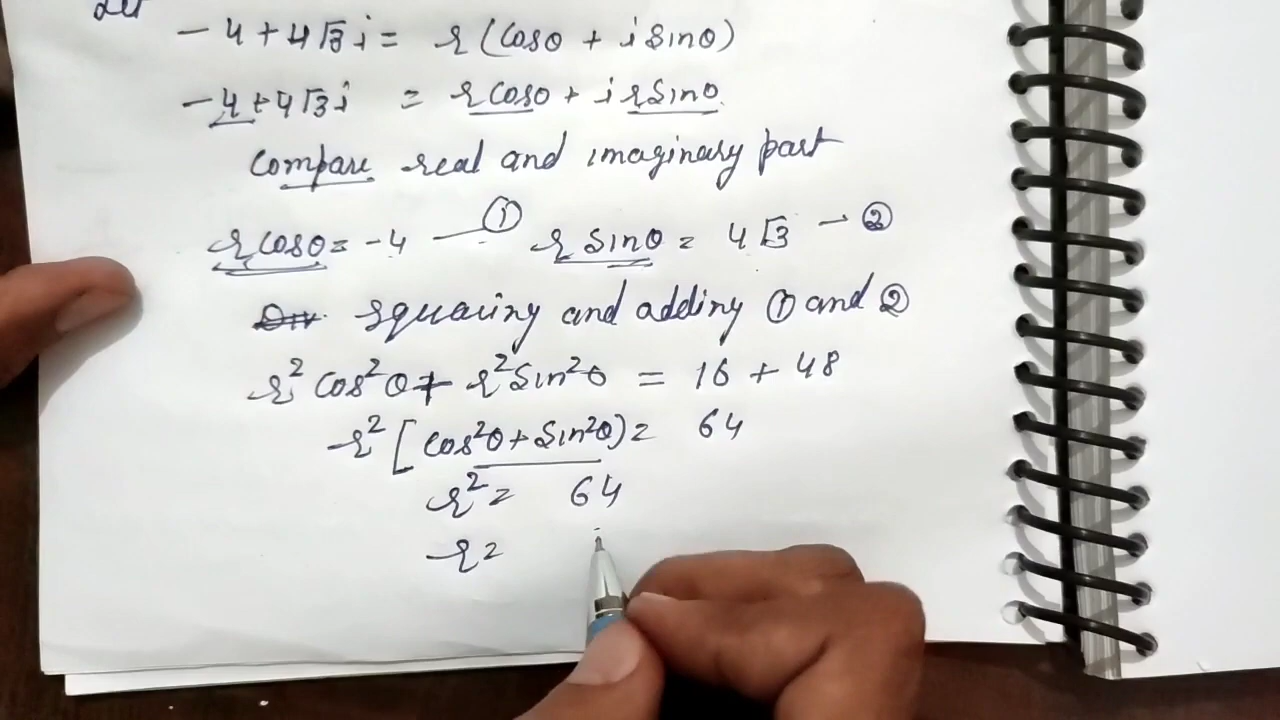 Let
- 4 + 4√3 i = r (Cosθ + i Sinθ)
- 4 + 4√3 i = r Cosθ + i r Sinθ
Compare real and imaginary part
r Cosθ = -4 — ① r Sinθ = 4√3 — ②
squaring and adding ① and ②
r² Cos²θ + r² Sin²θ = 16 + 48
r² [Cos²θ + Sin²θ) = 64
r² = 64
r =